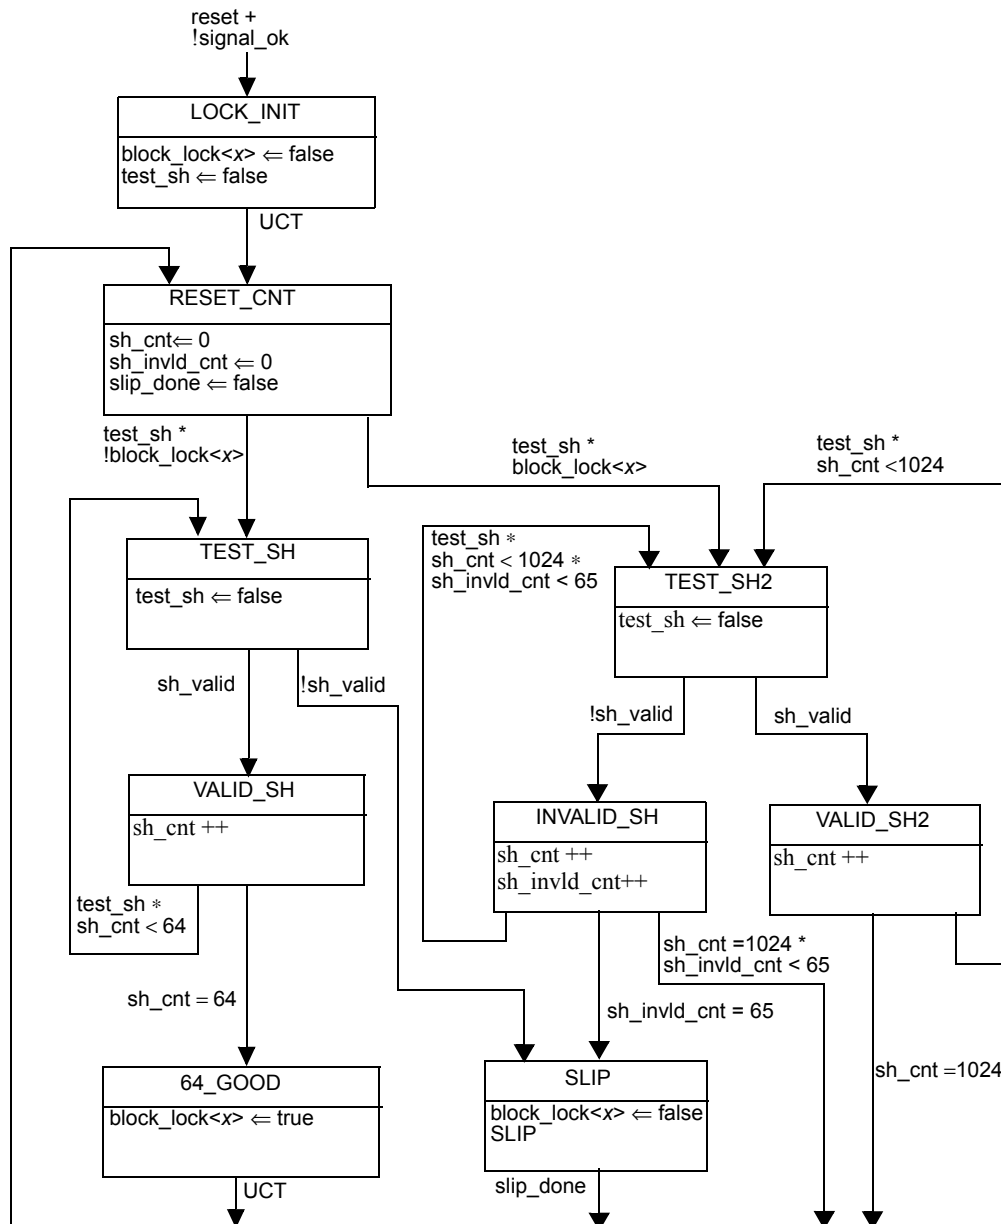 reset +
!signal_ok
LOCK_INIT
block_lock<x> ⇐ false
test_sh ⇐ false
UCT
RESET_CNT
sh_cnt⇐ 0
sh_invld_cnt ⇐ 0
slip_done ⇐ false
test_sh *
!block_lock<x>
test_sh *
block_lock<x>
test_sh *
sh_cnt <1024
TEST_SH
test_sh ⇐ false
test_sh *
sh_cnt < 1024 *
sh_invld_cnt < 65
TEST_SH2
test_sh ⇐ false
sh_valid
!sh_valid
!sh_valid
sh_valid
VALID_SH
sh_cnt ++
INVALID_SH
sh_cnt ++
sh_invld_cnt++
VALID_SH2
sh_cnt ++
test_sh *
sh_cnt < 64
sh_cnt =1024 *
sh_invld_cnt < 65
sh_cnt = 64
sh_invld_cnt = 65
sh_cnt =1024
64_GOOD
block_lock<x> ⇐ true
SLIP
block_lock<x> ⇐ false
SLIP
UCT
slip_done